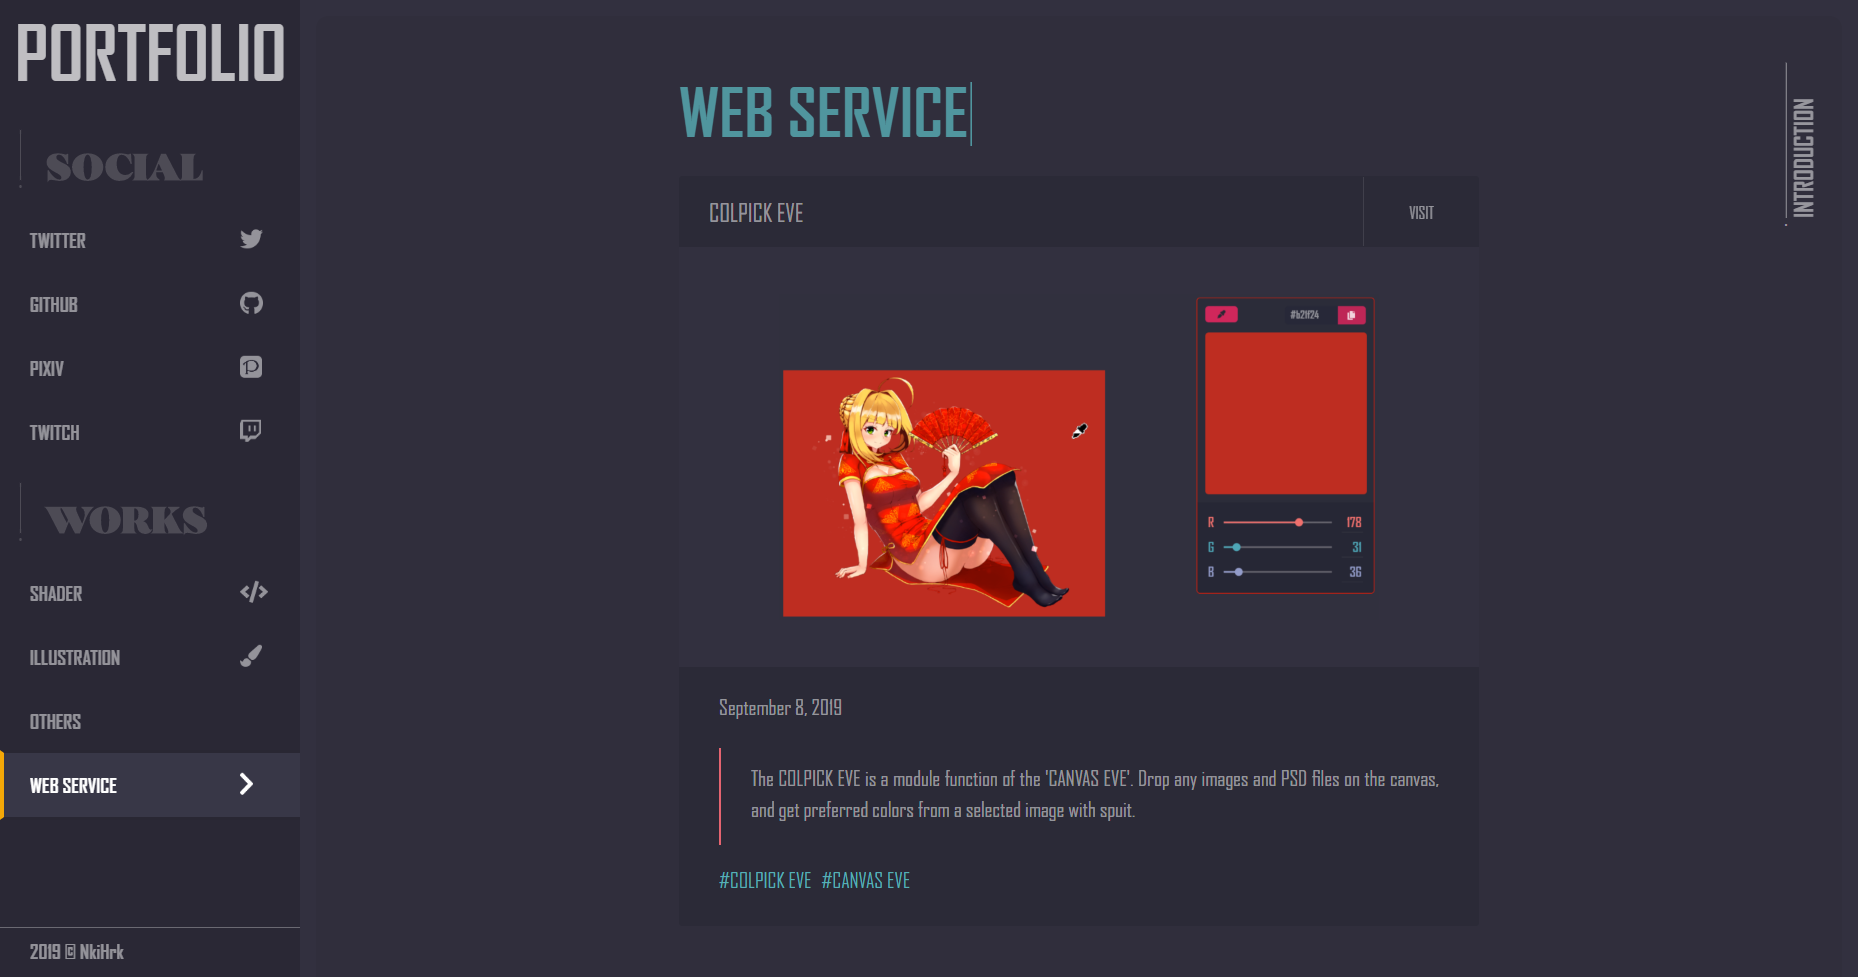 PORTFOLIO
SOCIAL
TWITTER
GITHUB
PIXIV
TWITCH
WORKS
SHADER
ILLUSTRATION
OTHERS
WEB SERVICE
2019 © NkiHrk
WEB SERVICE
COLPICK EVE
VISIT
#b21f24
R 178
G 31
B 36
September 8, 2019
The COLPICK EVE is a module function of the 'CANVAS EVE'. Drop any images and PSD files on the canvas,
and get preferred colors from a selected image with spuit.
#COLPICK EVE #CANVAS EVE
INTRODUCTION